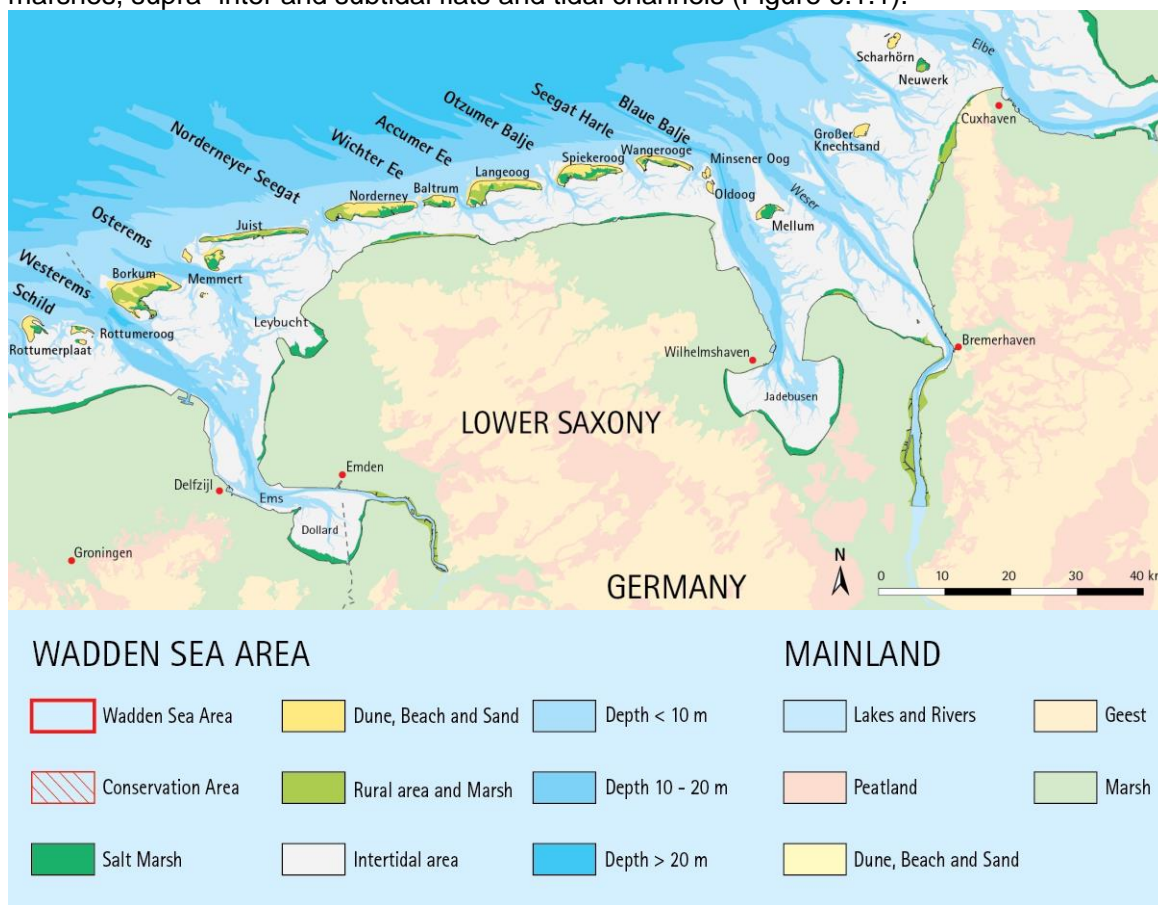 marshes, supra- inter and subtidal flats and tidal channels (Figure 3.1.1).
Scharhörn
Neuwerk
Elbe
Cuxhaven
Großer
Knechtsand
Blaue Balje
Seegat Harle
Otzumer Balje
Accumer Ee
Wichter Ee
Norderneyer Seegat
Osterems
Westerems
Schild
Wangerooge
Spiekeroog
Langeoog
Baltrum
Norderney
Juist
Minsener Oog
Oldoog
Mellum
Weser
Memmert
Borkum
Rottumeroog
Rottumerplaat
Leybucht
Wilhelmshaven
Bremerhaven
Jadebusen
LOWER SAXONY
Emden
Delfzijl
Ems
Dollard
Groningen
GERMANY
N
0 10 20 30 40 km
WADDEN SEA AREA
MAINLAND
Wadden Sea Area
Dune, Beach and Sand
Depth < 10 m
Lakes and Rivers
Geest
Conservation Area
Rural area and Marsh
Depth 10 - 20 m
Peatland
Marsh
Salt Marsh
Intertidal area
Depth > 20 m
Dune, Beach and Sand